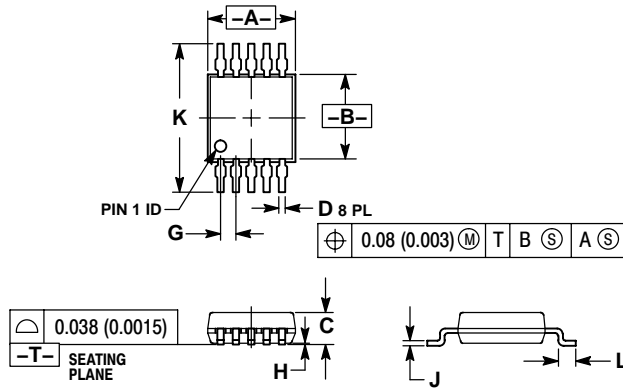 –A–
K
–B–
PIN 1 ID
G
D 8 PL
⌖ 0.08 (0.003) Ⓜ T B Ⓢ A Ⓢ
⌓ 0.038 (0.0015)
–T– SEATING
PLANE
C
H
J
L